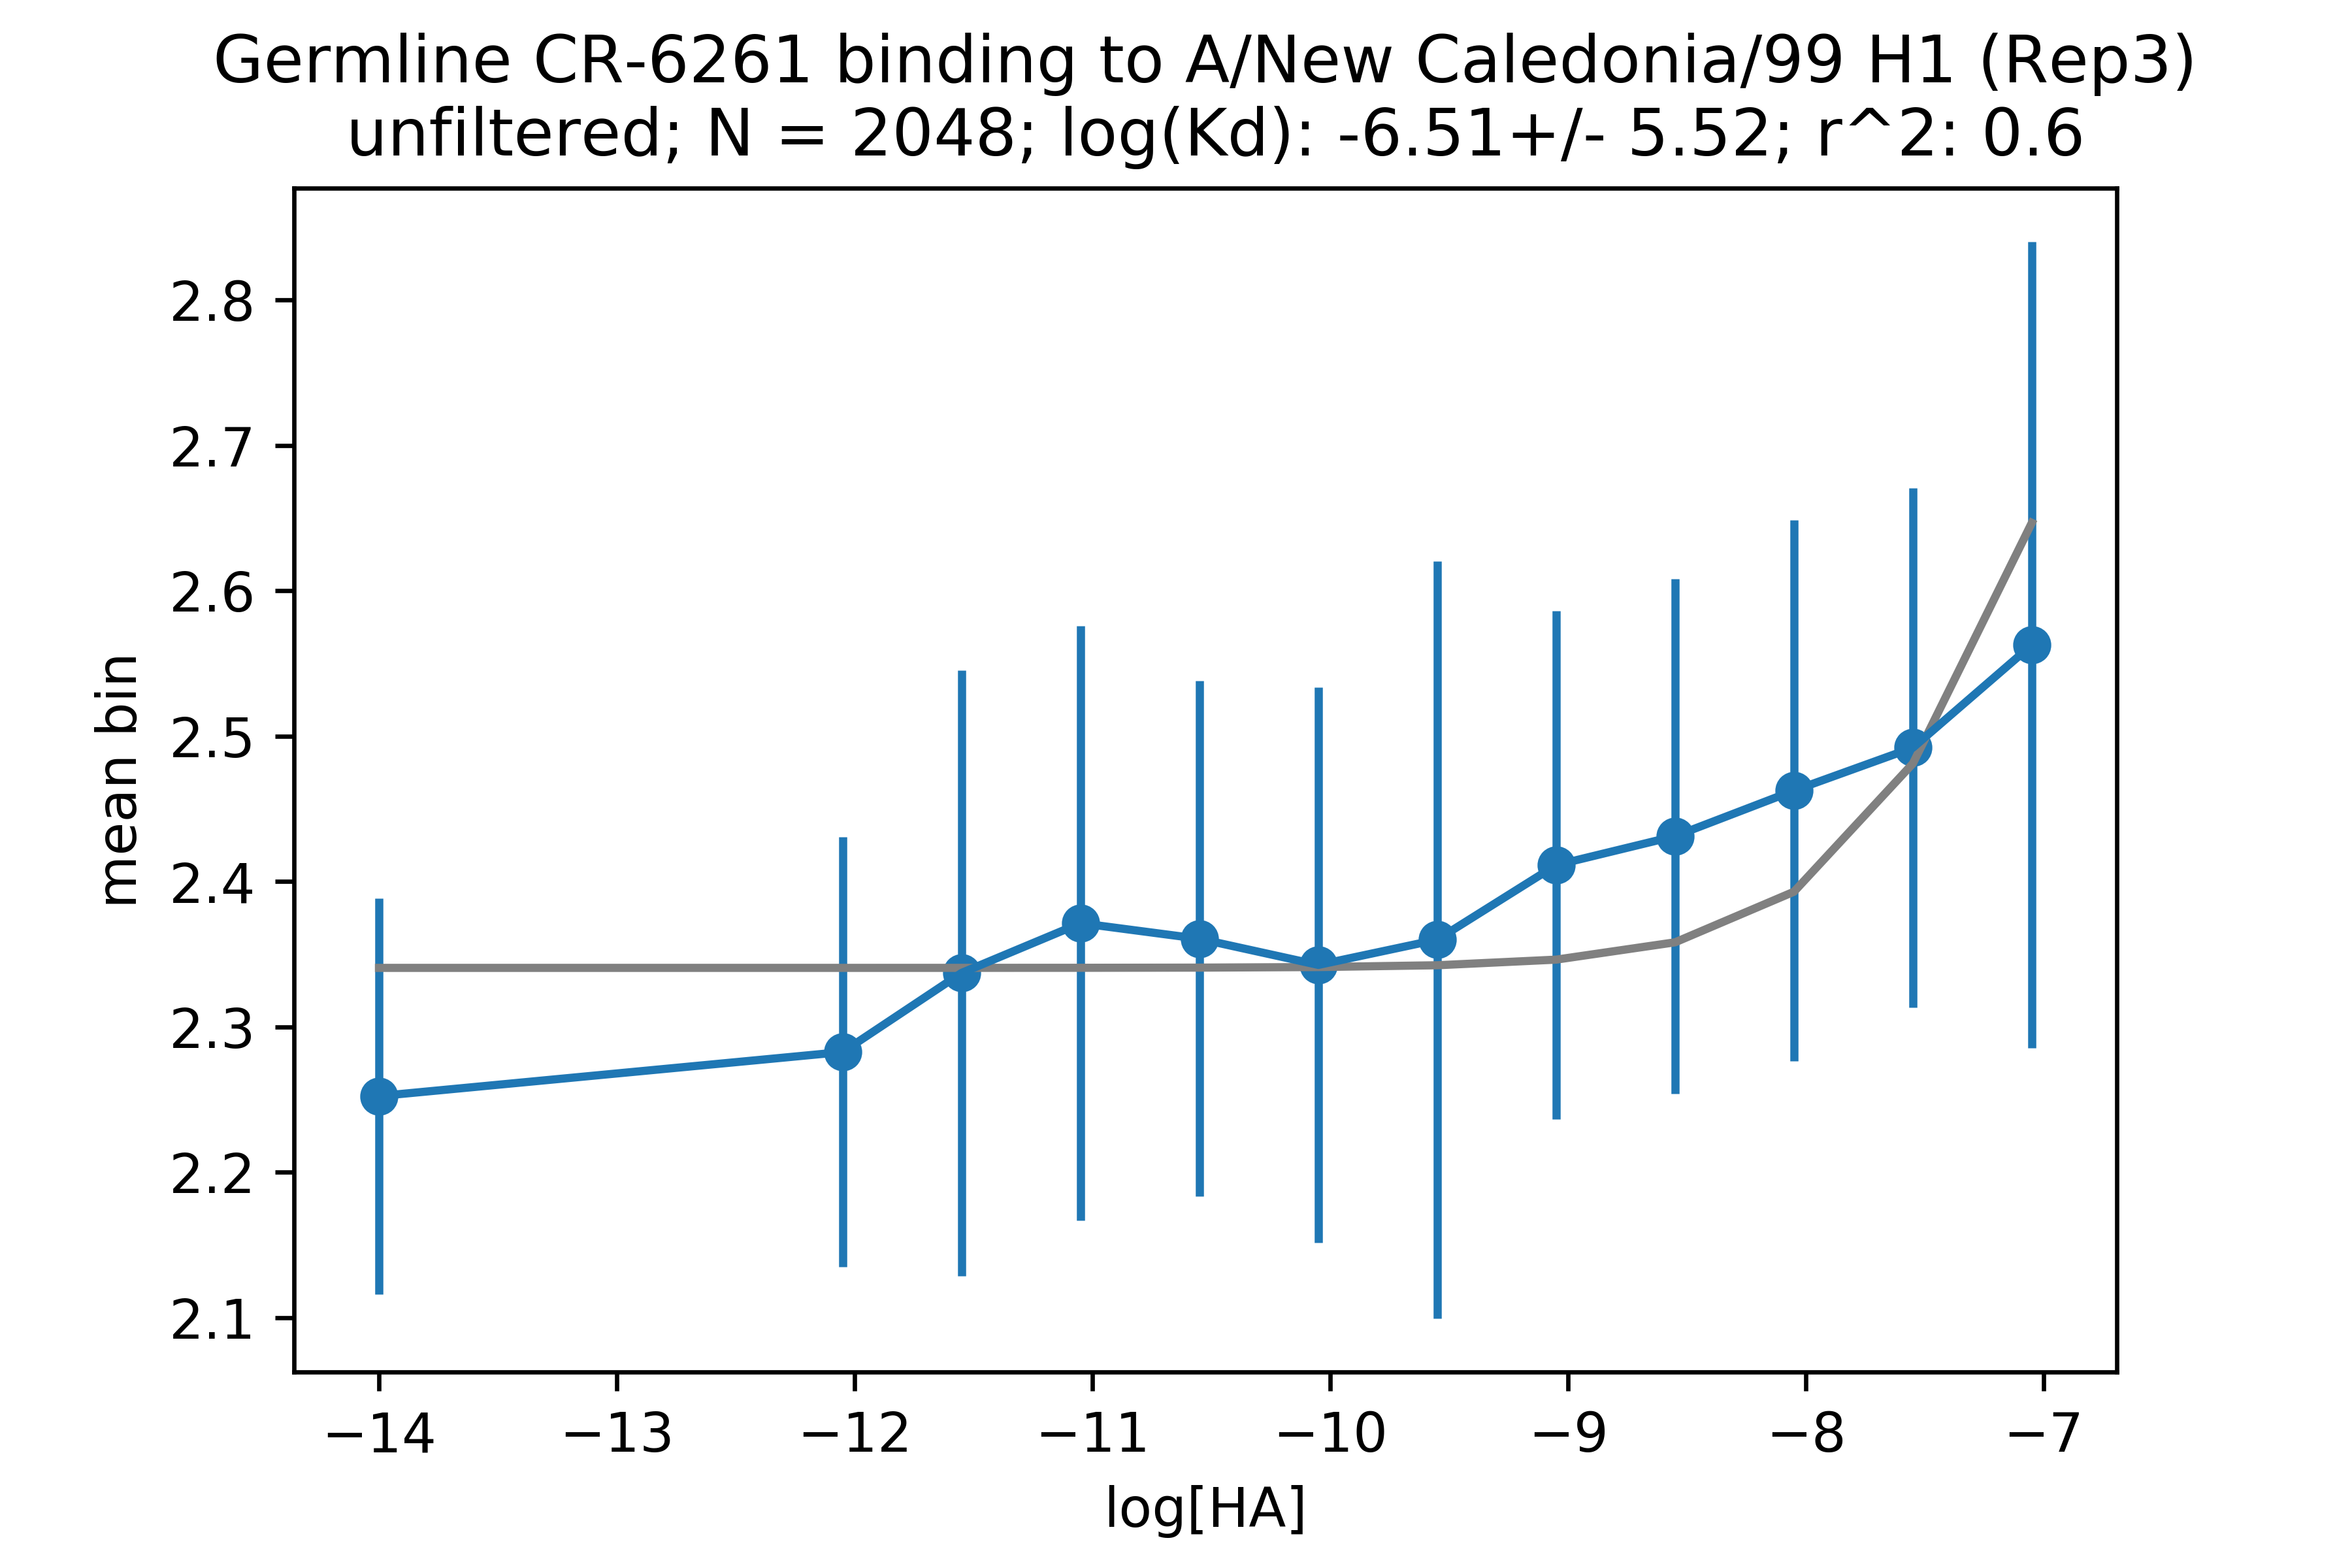 Germline CR-6261 binding to A/New Caledonia/99 H1 (Rep3)
unfiltered; N = 2048; log(Kd): -6.51+/- 5.52; r^2: 0.6
2.8
2.7
2.6
2.5
2.4
2.3
2.2
2.1
mean bin
−14 −13 −12 −11 −10 −9 −8 −7
log[HA]